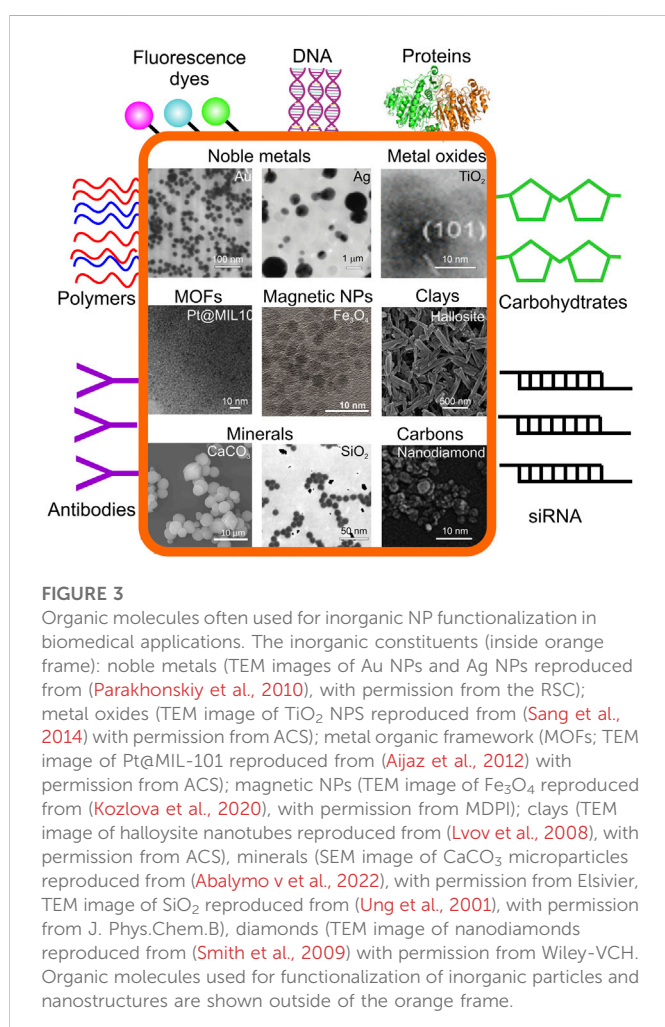 Fluorescence
dyes
DNA
Proteins
Noble metals
Metal oxides
Au
Ag
TiO₂
(101)
100 nm
1 µm
10 nm
Polymers
Carbohydtrates
MOFs
Magnetic NPs
Clays
Pt@MIL10
Fe₃O₄
Hallosite
10 nm
10 nm
500 nm
Minerals
Carbons
CaCO₃
SiO₂
Nanodiamond
10 µm
50 nm
10 nm
Antibodies
siRNA
FIGURE 3
Organic molecules often used for inorganic NP functionalization in
biomedical applications. The inorganic constituents (inside orange
frame): noble metals (TEM images of Au NPs and Ag NPs reproduced
from (Parakhonskiy et al., 2010), with permission from the RSC);
metal oxides (TEM image of TiO₂ NPS reproduced from (Sang et al.,
2014) with permission from ACS); metal organic framework (MOFs; TEM
image of Pt@MIL-101 reproduced from (Aijaz et al., 2012) with
permission from ACS); magnetic NPs (TEM image of Fe₃O₄ reproduced
from (Kozlova et al., 2020), with permission from MDPI); clays (TEM
image of halloysite nanotubes reproduced from (Lvov et al., 2008), with
permission from ACS), minerals (SEM image of CaCO₃ microparticles
reproduced from (Abalymo v et al., 2022), with permission from Elsivier,
TEM image of SiO₂ reproduced from (Ung et al., 2001), with permission
from J. Phys.Chem.B), diamonds (TEM image of nanodiamonds
reproduced from (Smith et al., 2009) with permission from Wiley-VCH.
Organic molecules used for functionalization of inorganic particles and
nanostructures are shown outside of the orange frame.